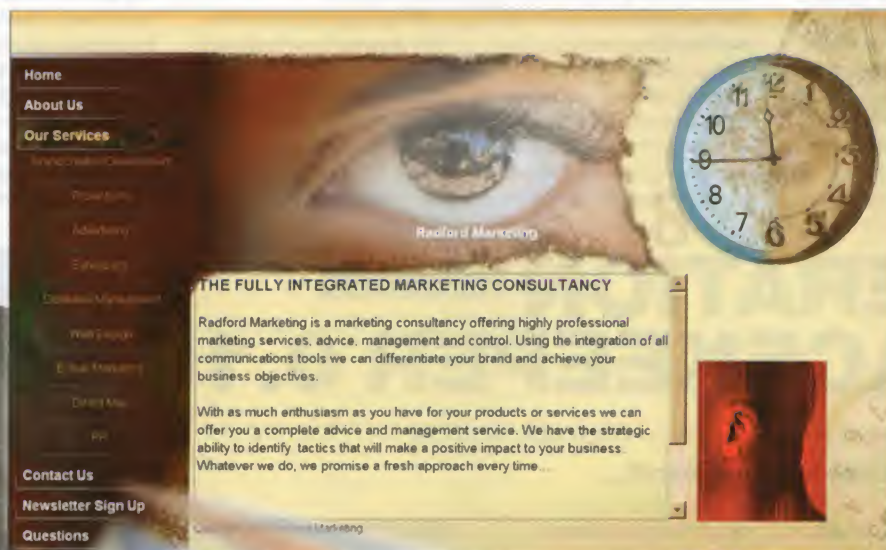 Home
About Us
Our Services
Promotions
Advertising
Exhibitions
Database Management
Web Design
E-mail Marketing
Direct Mail
PR
Contact Us
Newsletter Sign Up
Questions
Radford Marketing
THE FULLY INTEGRATED MARKETING CONSULTANCY
Radford Marketing is a marketing consultancy offering highly professional
marketing services, advice, management and control. Using the integration of all
communications tools we can differentiate your brand and achieve your
business objectives.
With as much enthusiasm as you have for your products or services we can
offer you a complete advice and management service. We have the strategic
ability to identify tactics that will make a positive impact to your business.
Whatever we do, we promise a fresh approach every time...
Marketing
12
1
2
3
4
5
6
7
8
9
10
11